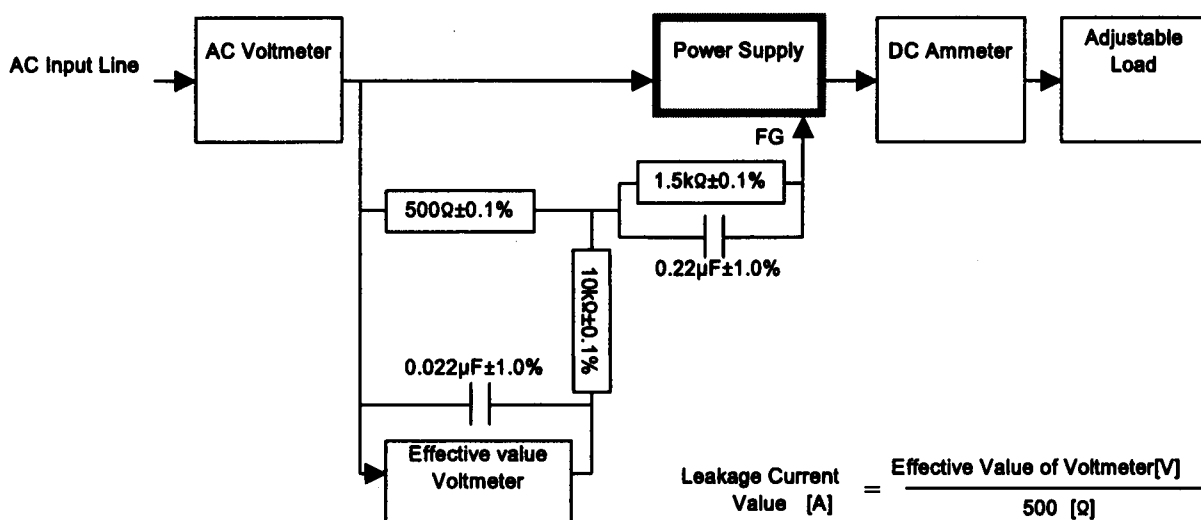 AC Input Line
AC Voltmeter
Power Supply
DC Ammeter
Adjustable
Load
FG
1.5kΩ±0.1%
500Ω±0.1%
0.22µF±1.0%
10kΩ±0.1%
0.022µF±1.0%
Effective value
Voltmeter
Leakage Current
Value [A]
=
Effective Value of Voltmeter[V]
500 [Ω]